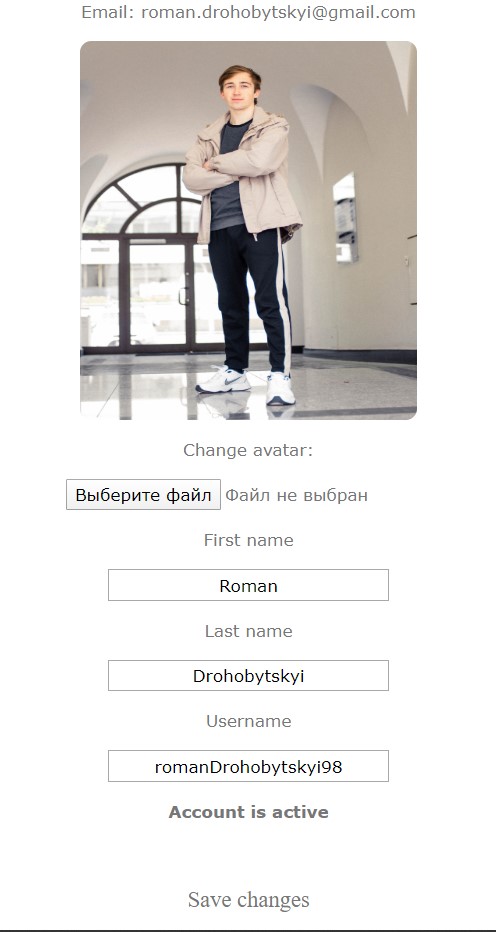 Email: roman.drohobytskyi@gmail.com
Change avatar:
Выберите файл Файл не выбран
First name
Roman
Last name
Drohobytskyi
Username
romanDrohobytskyi98
Account is active
Save changes